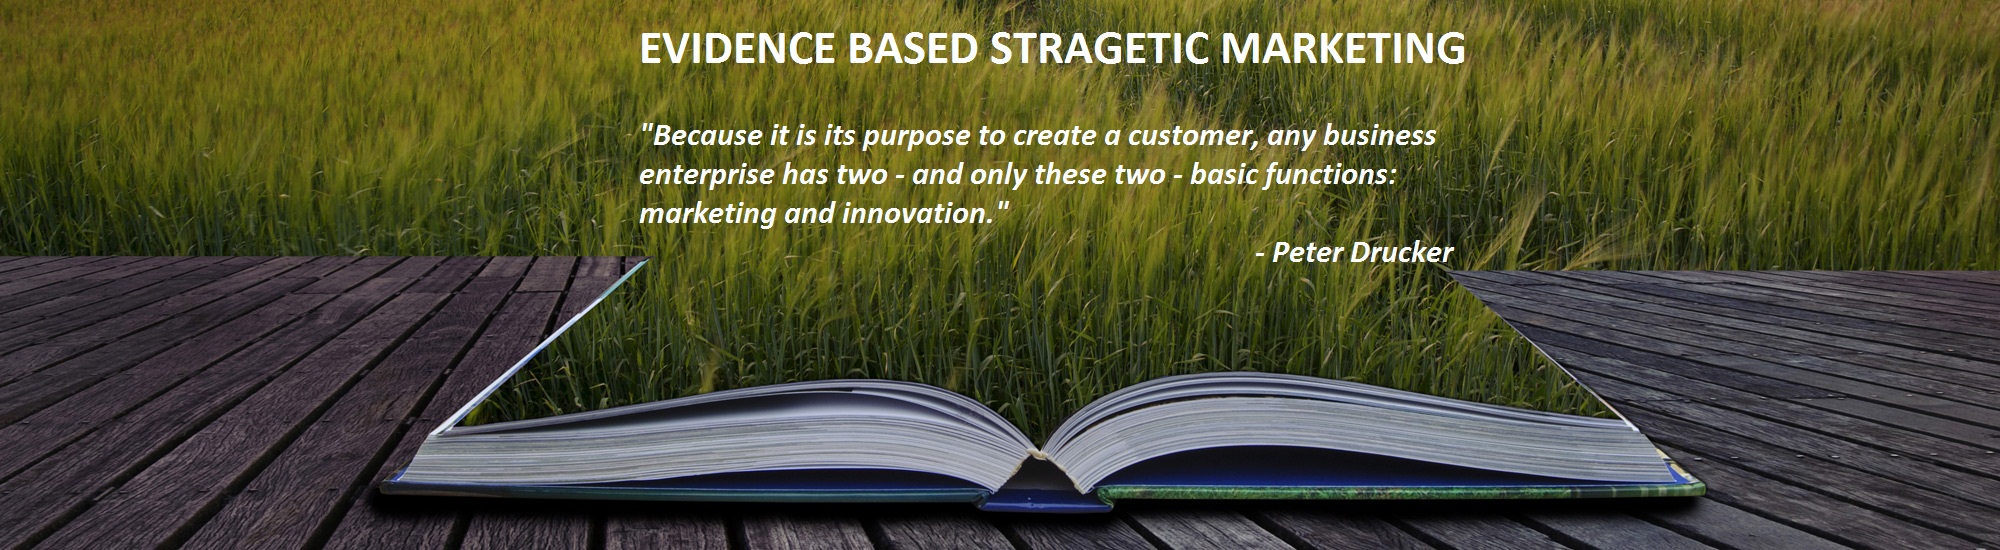 EVIDENCE BASED STRAGETIC MARKETING
"Because it is its purpose to create a customer, any business
enterprise has two - and only these two - basic functions:
marketing and innovation."
- Peter Drucker